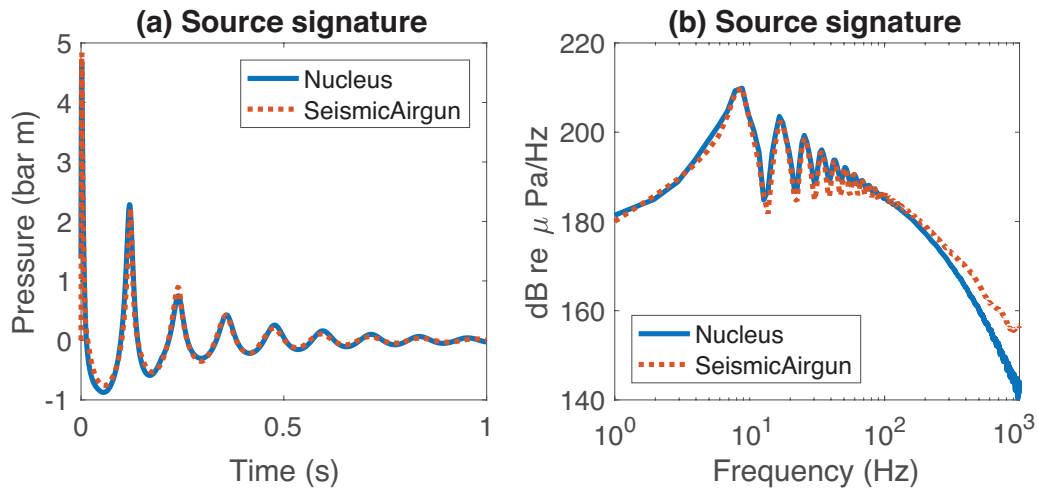 (a) Source signature
5
4
3
2
1
0
-1
Pressure (bar m)
Nucleus
SeismicAirgun
0
0.5
1
Time (s)
(b) Source signature
220
200
180
160
140
dB re μ Pa/Hz
Nucleus
SeismicAirgun
10^0
10^1
10^2
10^3
Frequency (Hz)